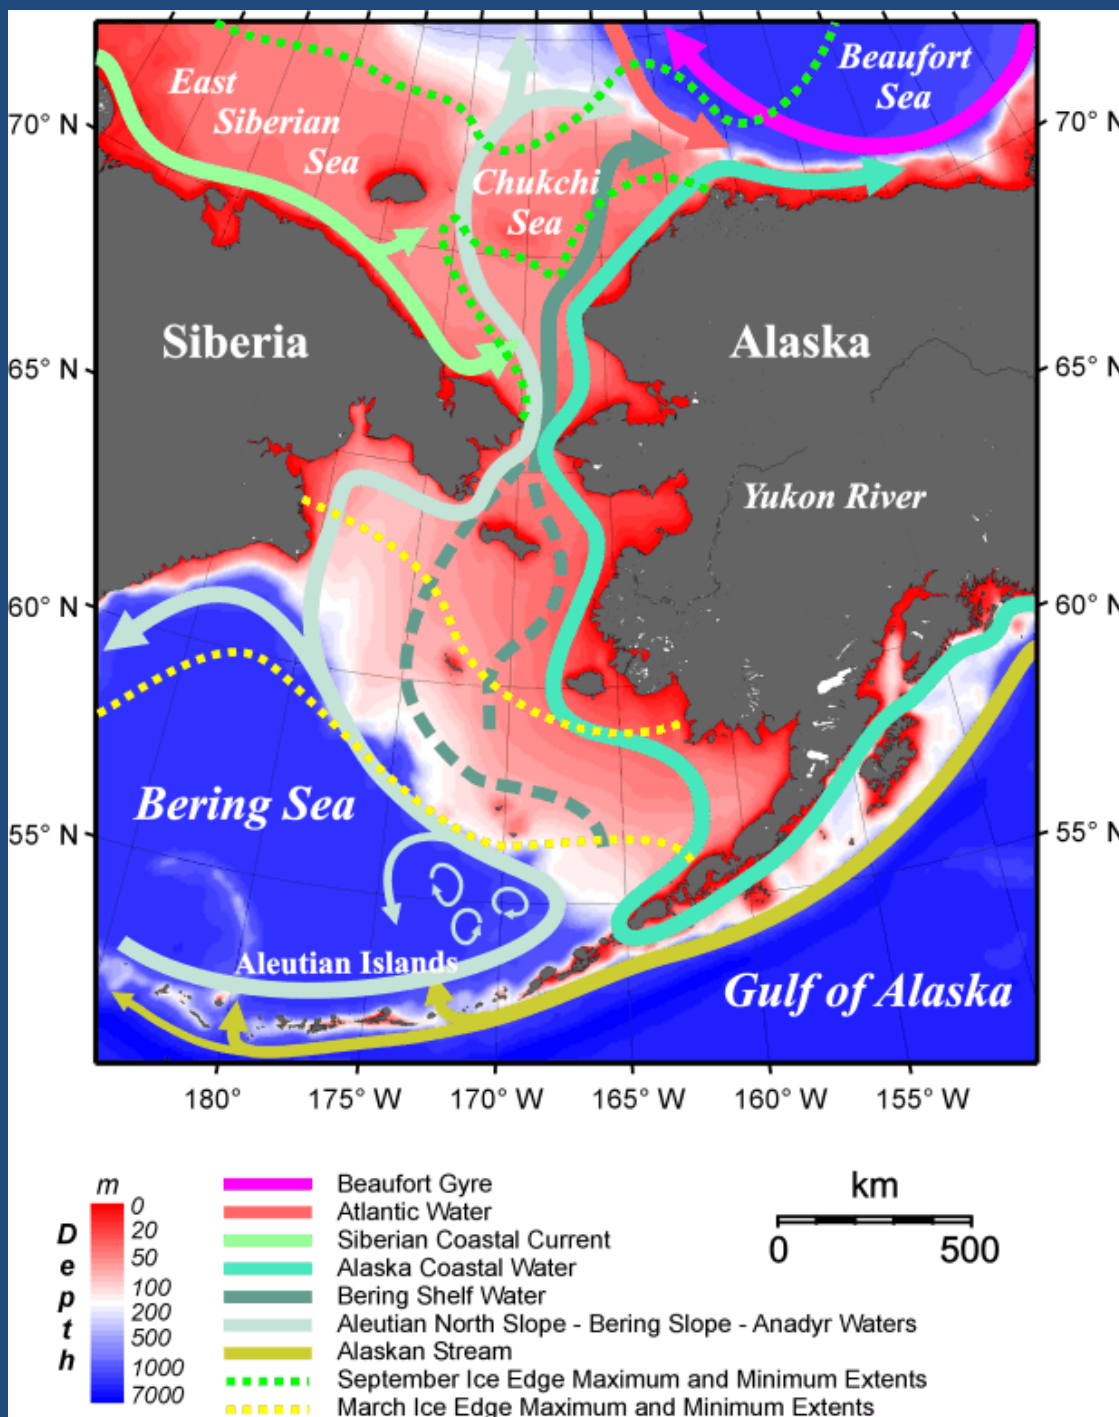 East
Siberian
Sea
Beaufort
Sea
Chukchi
Sea
70° N
70° N
Siberia
Alaska
65° N
65° N
Yukon River
60° N
60° N
Bering Sea
55° N
55° N
Aleutian Islands
Gulf of Alaska
180°
175° W
170° W
165° W
160° W
155° W
m
Depth
0
20
50
100
200
500
1000
7000
Beaufort Gyre
Atlantic Water
Siberian Coastal Current
Alaska Coastal Water
Bering Shelf Water
Aleutian North Slope - Bering Slope - Anadyr Waters
Alaskan Stream
September Ice Edge Maximum and Minimum Extents
March Ice Edge Maximum and Minimum Extents
km
0 500